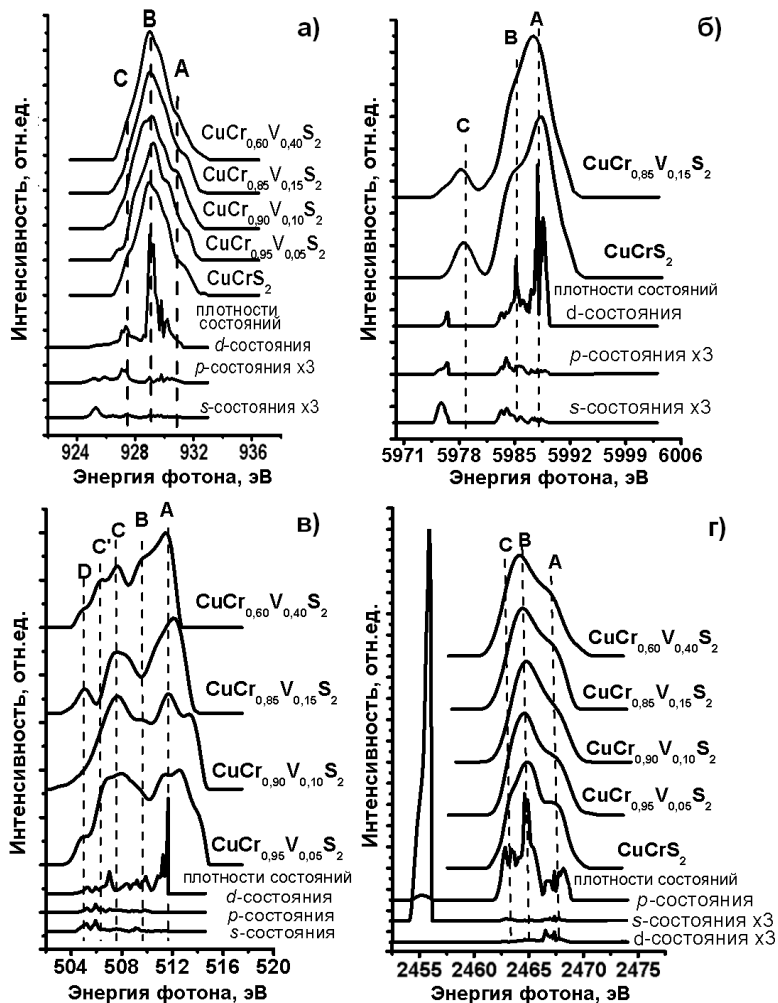 а)
B
C
A
CuCr0,60V0,40S2
CuCr0,85V0,15S2
CuCr0,90V0,10S2
CuCr0,95V0,05S2
CuCrS2
плотности
состояний
d-состояния
p-состояния x3
s-состояния x3
Интенсивность, отн.ед.
924 928 932 936
Энергия фотона, эВ
б)
A
B
C
CuCr0,85V0,15S2
CuCrS2
плотности состояний
d-состояния
p-состояния x3
s-состояния x3
Интенсивность, отн.ед.
5971 5978 5985 5992 5999 6006
Энергия фотона, эВ
в)
A
B
C
C'
D
CuCr0,60V0,40S2
CuCr0,85V0,15S2
CuCr0,90V0,10S2
CuCr0,95V0,05S2
плотности состояний
d-состояния
p-состояния
s-состояния
Интенсивность, отн.ед.
504 508 512 516 520
Энергия фотона, эВ
г)
C
B
A
CuCr0,60V0,40S2
CuCr0,85V0,15S2
CuCr0,90V0,10S2
CuCr0,95V0,05S2
CuCrS2
плотности состояний
p-состояния
s-состояния x3
d-состояния x3
Интенсивность, отн.ед.
2455 2460 2465 2470 2475
Энергия фотона, эВ